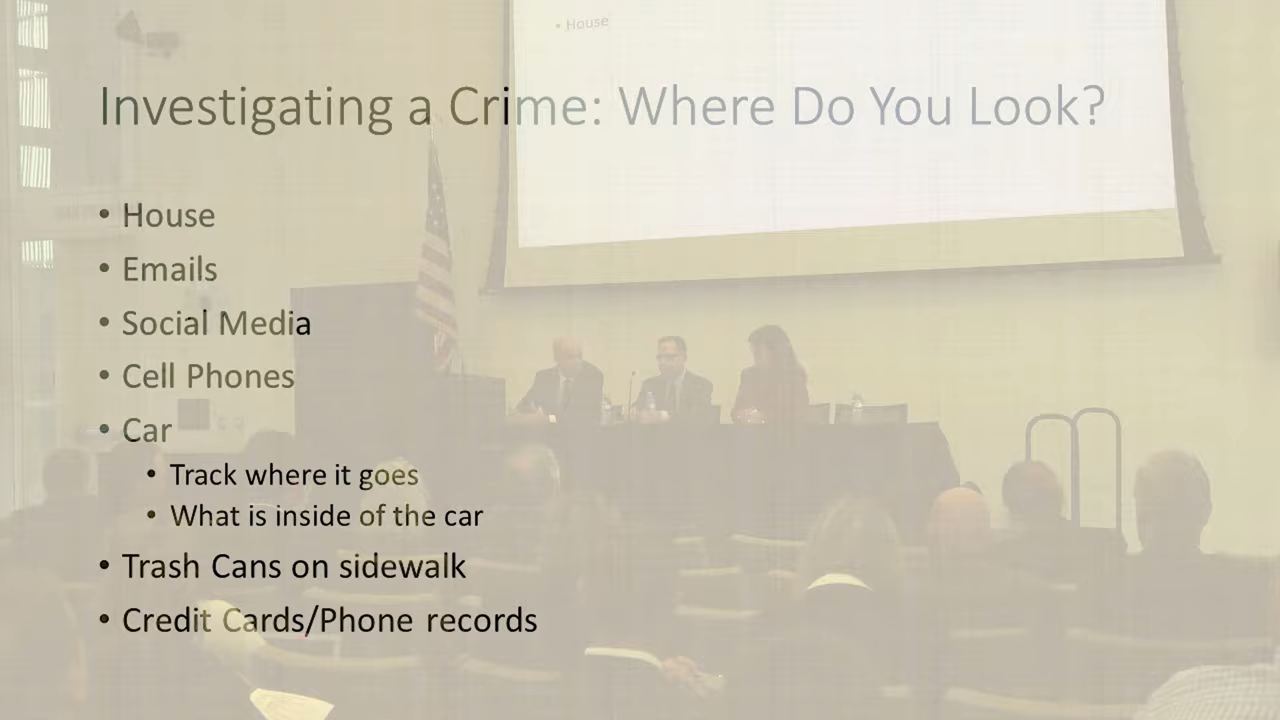 • House
Investigating a Crime: Where Do You Look?
• House
• Emails
• Social Media
• Cell Phones
• Car
• Track where it goes
• What is inside of the car
• Trash Cans on sidewalk
• Credit Cards/Phone records